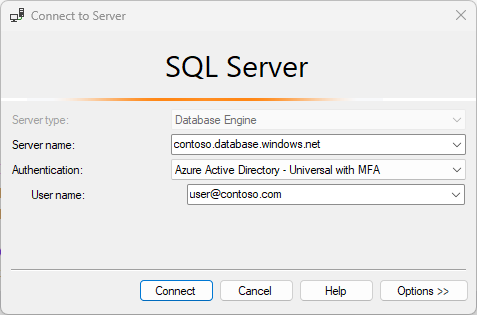 Connect to Server
SQL Server
Server type: Database Engine
Server name: contoso.database.windows.net
Authentication: Azure Active Directory - Universal with MFA
User name: user@contoso.com
Connect Cancel Help Options >>